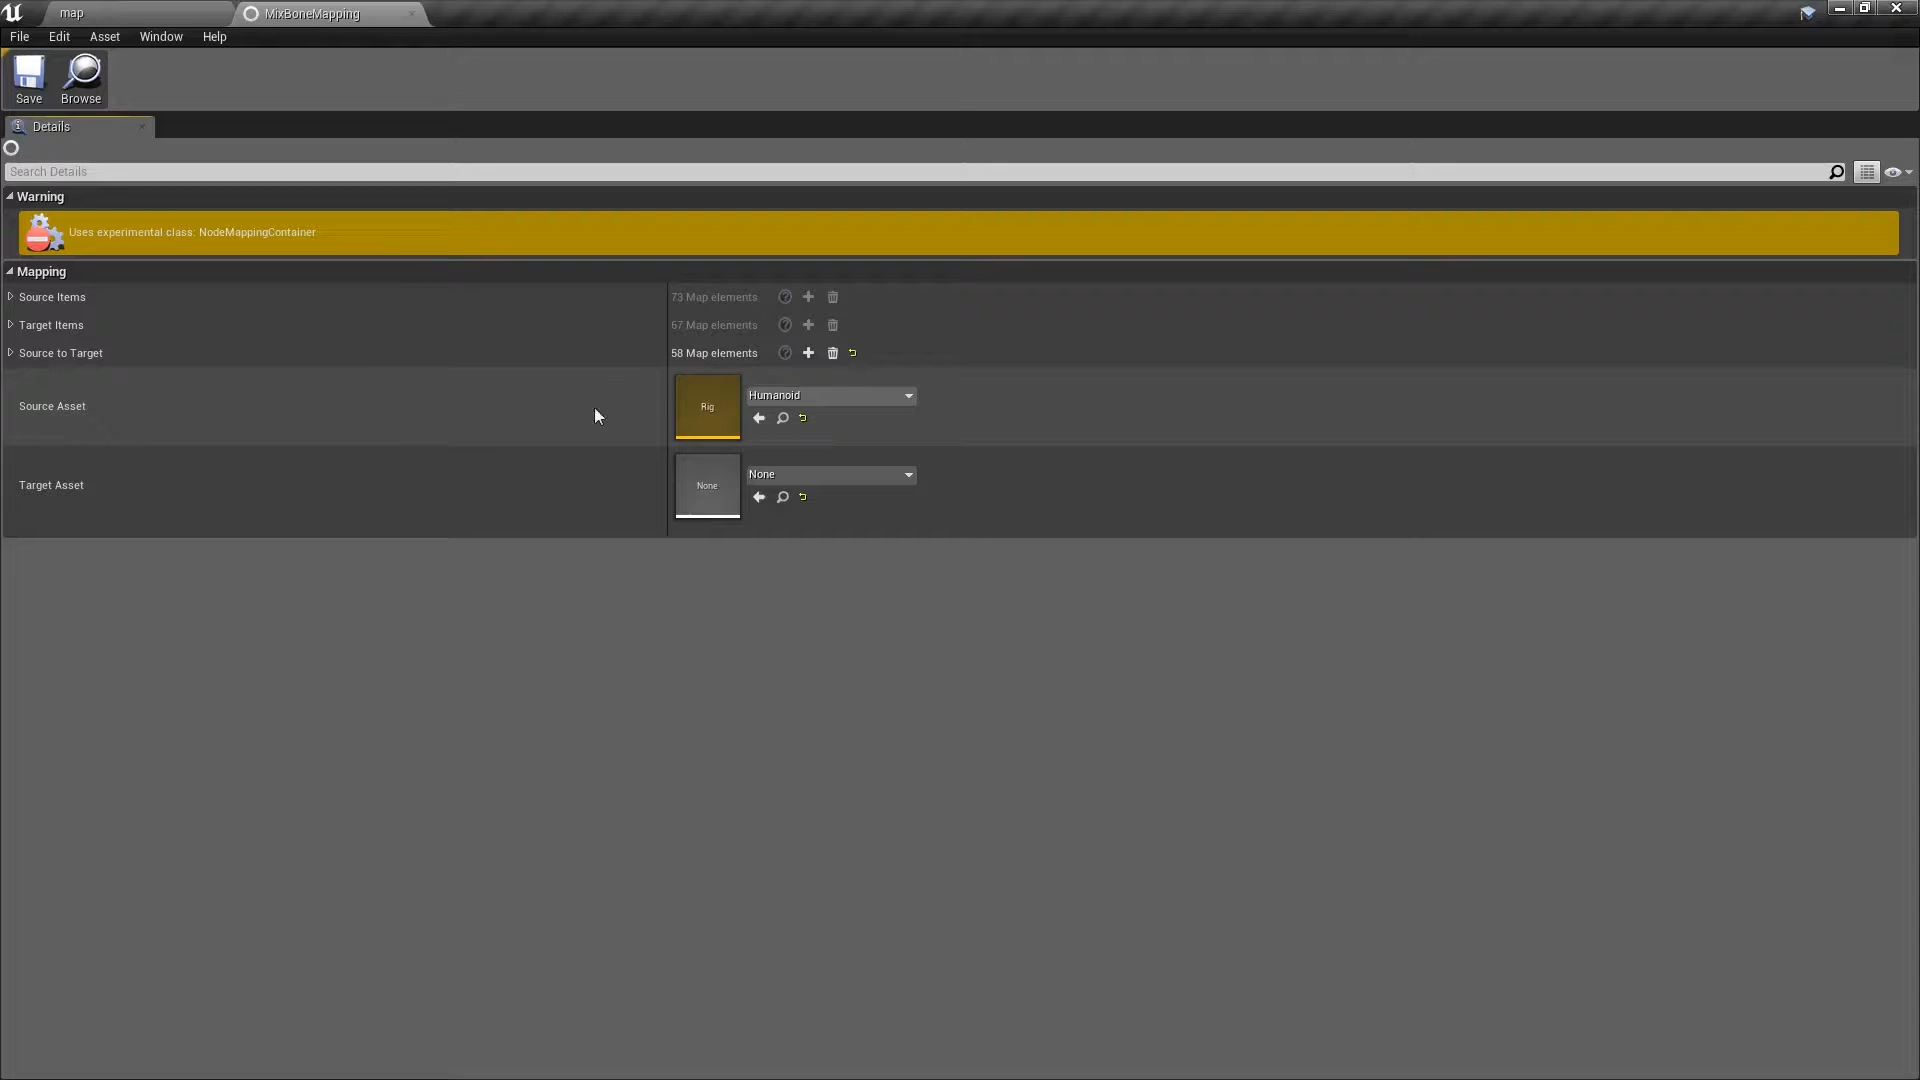 map
MixBoneMapping
File Edit Asset Window Help
Save Browse
Details
Search Details
Warning
Uses experimental class: NodeMappingContainer
Mapping
Source Items 73 Map elements
Target Items 67 Map elements
Source to Target 58 Map elements
Source Asset Rig Humanoid
Target Asset None None